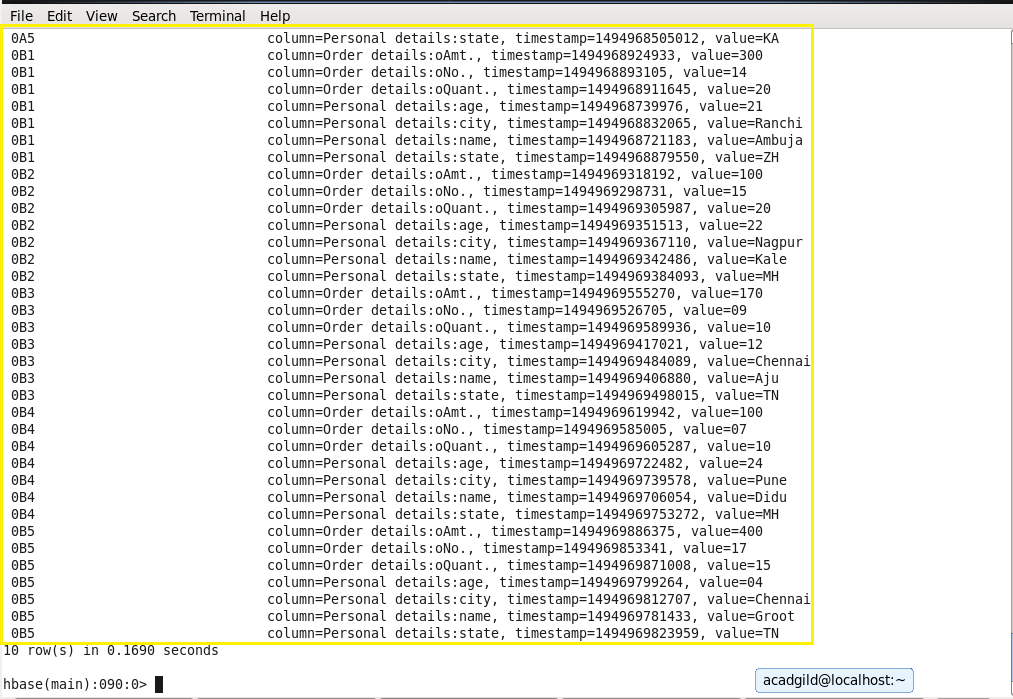 File Edit View Search Terminal Help
0A5 column=Personal details:state, timestamp=1494968505012, value=KA
0B1 column=Order details:oAmt., timestamp=1494968924933, value=300
0B1 column=Order details:oNo., timestamp=1494968893105, value=14
0B1 column=Order details:oQuant., timestamp=1494968911645, value=20
0B1 column=Personal details:age, timestamp=1494968739976, value=21
0B1 column=Personal details:city, timestamp=1494968832065, value=Ranchi
0B1 column=Personal details:name, timestamp=1494968721183, value=Ambuja
0B1 column=Personal details:state, timestamp=1494968879550, value=ZH
0B2 column=Order details:oAmt., timestamp=1494969318192, value=100
0B2 column=Order details:oNo., timestamp=1494969298731, value=15
0B2 column=Order details:oQuant., timestamp=1494969305987, value=20
0B2 column=Personal details:age, timestamp=1494969351513, value=22
0B2 column=Personal details:city, timestamp=1494969367110, value=Nagpur
0B2 column=Personal details:name, timestamp=1494969342486, value=Kale
0B2 column=Personal details:state, timestamp=1494969384093, value=MH
0B3 column=Order details:oAmt., timestamp=1494969555270, value=170
0B3 column=Order details:oNo., timestamp=1494969526705, value=09
0B3 column=Order details:oQuant., timestamp=1494969589936, value=10
0B3 column=Personal details:age, timestamp=1494969417021, value=12
0B3 column=Personal details:city, timestamp=1494969484089, value=Chennai
0B3 column=Personal details:name, timestamp=1494969406880, value=Aju
0B3 column=Personal details:state, timestamp=1494969498015, value=TN
0B4 column=Order details:oAmt., timestamp=1494969619942, value=100
0B4 column=Order details:oNo., timestamp=1494969585005, value=07
0B4 column=Order details:oQuant., timestamp=1494969605287, value=10
0B4 column=Personal details:age, timestamp=1494969722482, value=24
0B4 column=Personal details:city, timestamp=1494969739578, value=Pune
0B4 column=Personal details:name, timestamp=1494969706054, value=Didu
0B4 column=Personal details:state, timestamp=1494969753272, value=MH
0B5 column=Order details:oAmt., timestamp=1494969886375, value=400
0B5 column=Order details:oNo., timestamp=1494969853341, value=17
0B5 column=Order details:oQuant., timestamp=1494969871008, value=15
0B5 column=Personal details:age, timestamp=1494969799264, value=04
0B5 column=Personal details:city, timestamp=1494969812707, value=Chennai
0B5 column=Personal details:name, timestamp=1494969781433, value=Groot
0B5 column=Personal details:state, timestamp=1494969823959, value=TN
10 row(s) in 0.1690 seconds
hbase(main):090:0>
acadgild@localhost:~